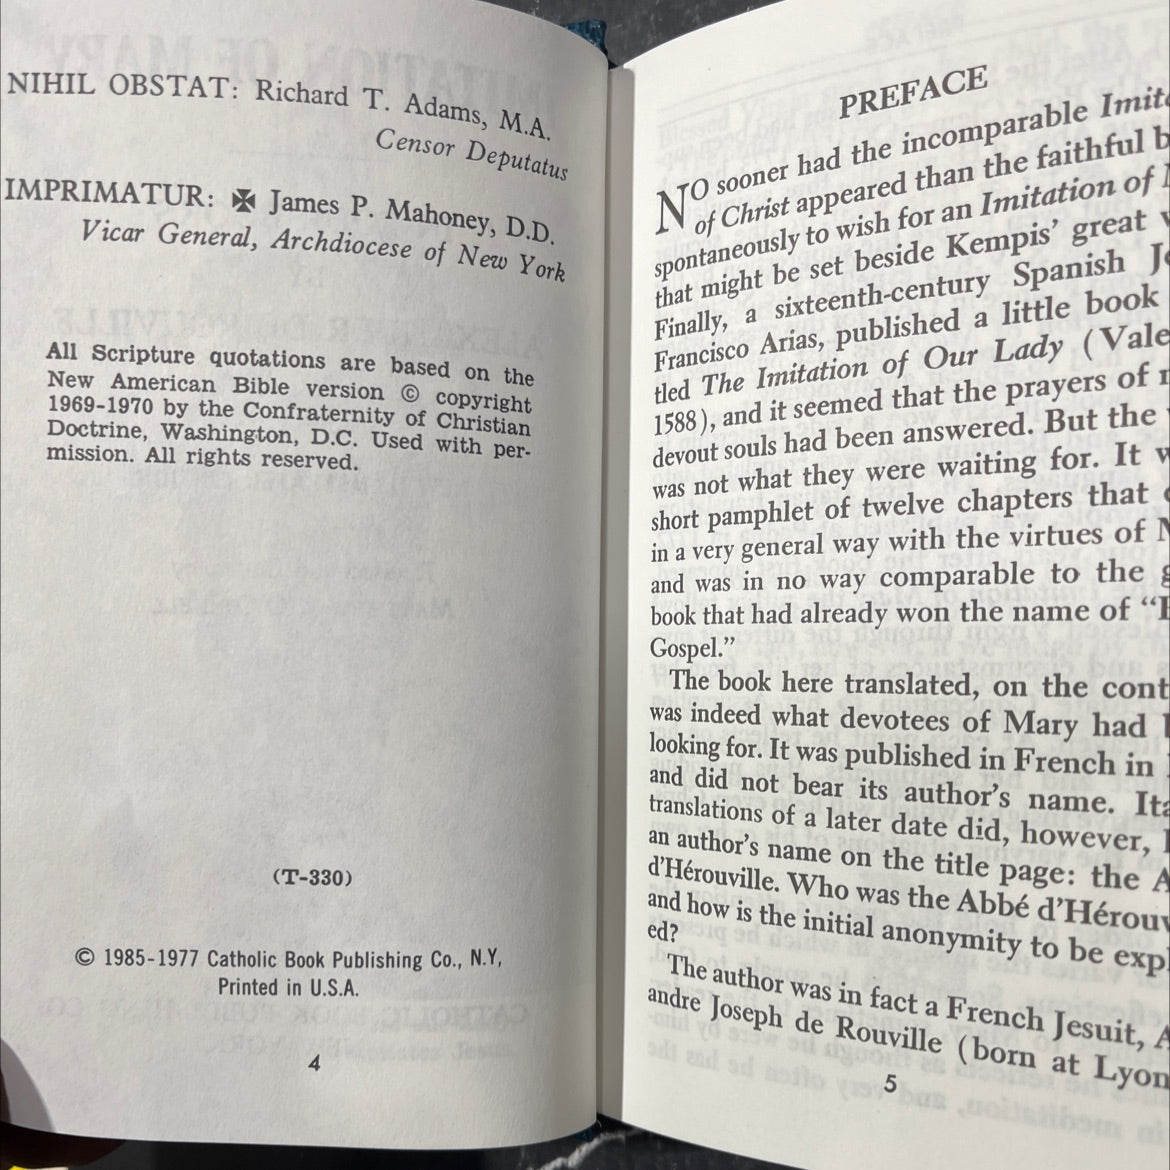 NIHIL OBSTAT: Richard T. Adams, M.A.
Censor Deputatus
IMPRIMATUR: ✠ James P. Mahoney, D.D.
Vicar General, Archdiocese of New York
All Scripture quotations are based on the
New American Bible version © copyright
1969-1970 by the Confraternity of Christian
Doctrine, Washington, D.C. Used with per-
mission. All rights reserved.
(T-330)
© 1985-1977 Catholic Book Publishing Co., N.Y,
Printed in U.S.A.
4
PREFACE
NO sooner had the incomparable
of Christ appeared than the faithful
spontaneously to wish for an Imitation of
that might be set beside Kempis' great
Finally, a sixteenth-century Spanish
Francisco Arias, published a little book
tled The Imitation of Our Lady
1588), and it seemed that the prayers of
devout souls had been answered. But the
was not what they were waiting for. It
short pamphlet of twelve chapters that
in a very general way with the virtues of
and was in no way comparable to the
book that had already won the name of
Gospel."
The book here translated, on the
was indeed what devotees of Mary had
looking for. It was published in French in
and did not bear its author's name.
translations of a later date did, however,
an author's name on the title page: the
d'Hérouville. Who was the Abbé
and how is the initial anonymity to be
ed?
The author was in fact a French Jesuit,
andre Joseph de Rouville (born at
5